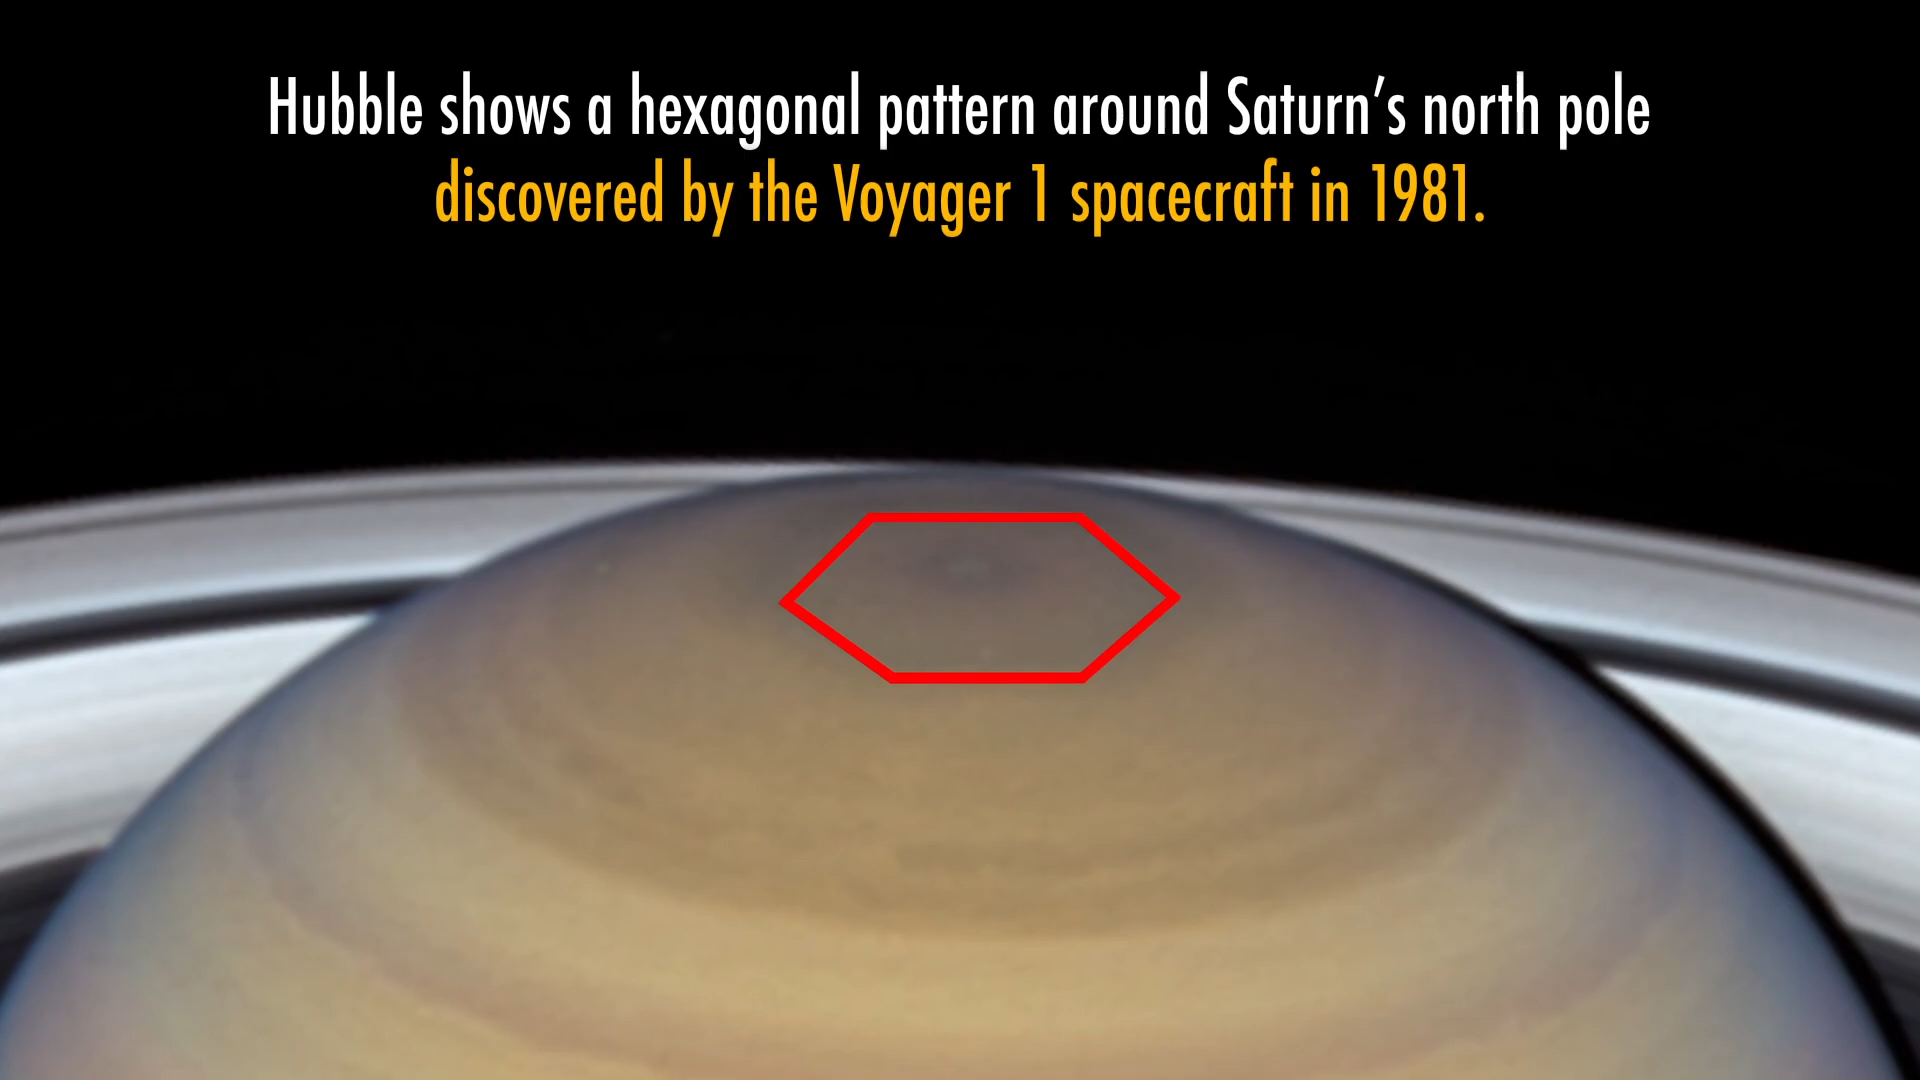 Hubble shows a hexagonal pattern around Saturn’s north pole
discovered by the Voyager 1 spacecraft in 1981.